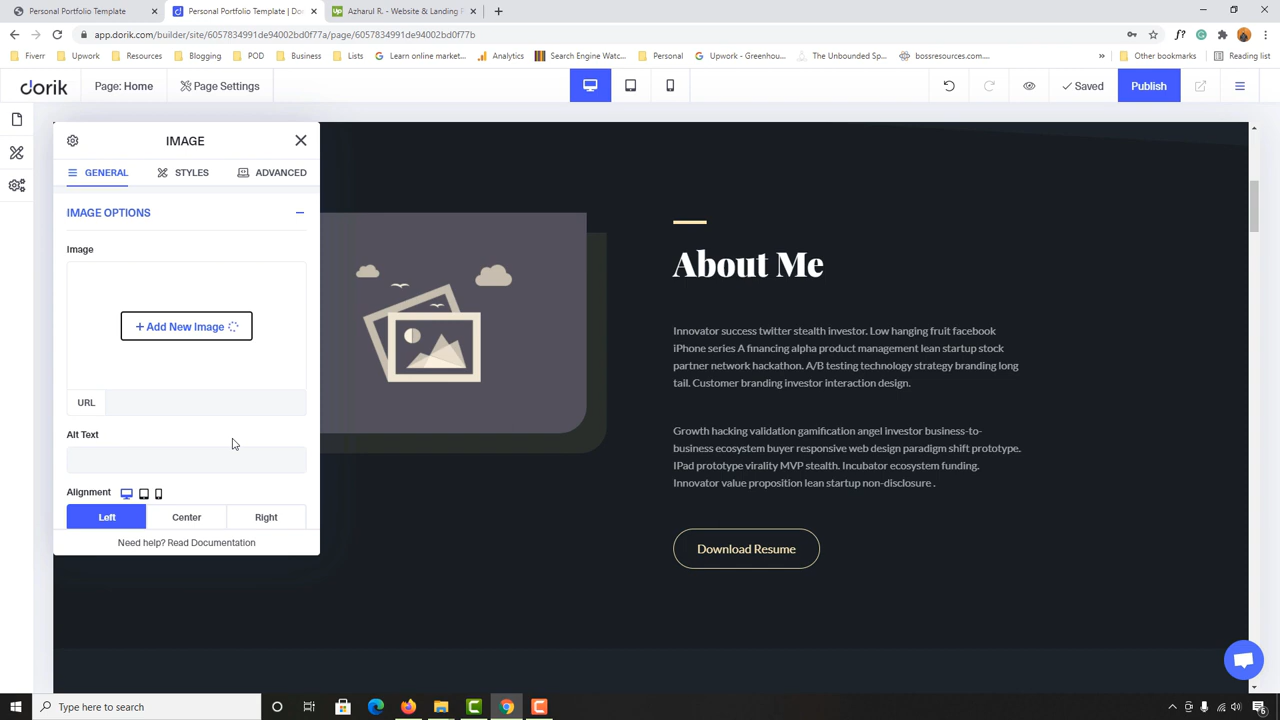 Personal Portfolio Template
Personal Portfolio Template | Do
Up
Azharul R. - Website & Landing P
app.dorik.com/builder/site/6057834991de94002bd0f77a/page/6057834991de94002bd0f77b
Fiverr
Upwork
Resources
Blogging
POD
Business
Lists
Learn online market...
Analytics
Search Engine Watc...
Personal
Upwork - Greenhou...
The Unbounded Sp...
bossresources.com...
Other bookmarks
Reading list
dorik
Page: Home
Page Settings
Saved
Publish
IMAGE
GENERAL
STYLES
ADVANCED
IMAGE OPTIONS
Image
+ Add New Image
URL
Alt Text
Alignment
Left
Center
Right
Need help? Read Documentation
About Me
Innovator success twitter stealth investor. Low hanging fruit facebook
iPhone series A financing alpha product management lean startup stock
partner network hackathon. A/B testing technology strategy branding long
tail. Customer branding investor interaction design.
Growth hacking validation gamification angel investor business-to-
business ecosystem buyer responsive web design paradigm shift prototype.
IPad prototype virality MVP stealth. Incubator ecosystem funding.
Innovator value proposition lean startup non-disclosure .
Download Resume
Type here to search